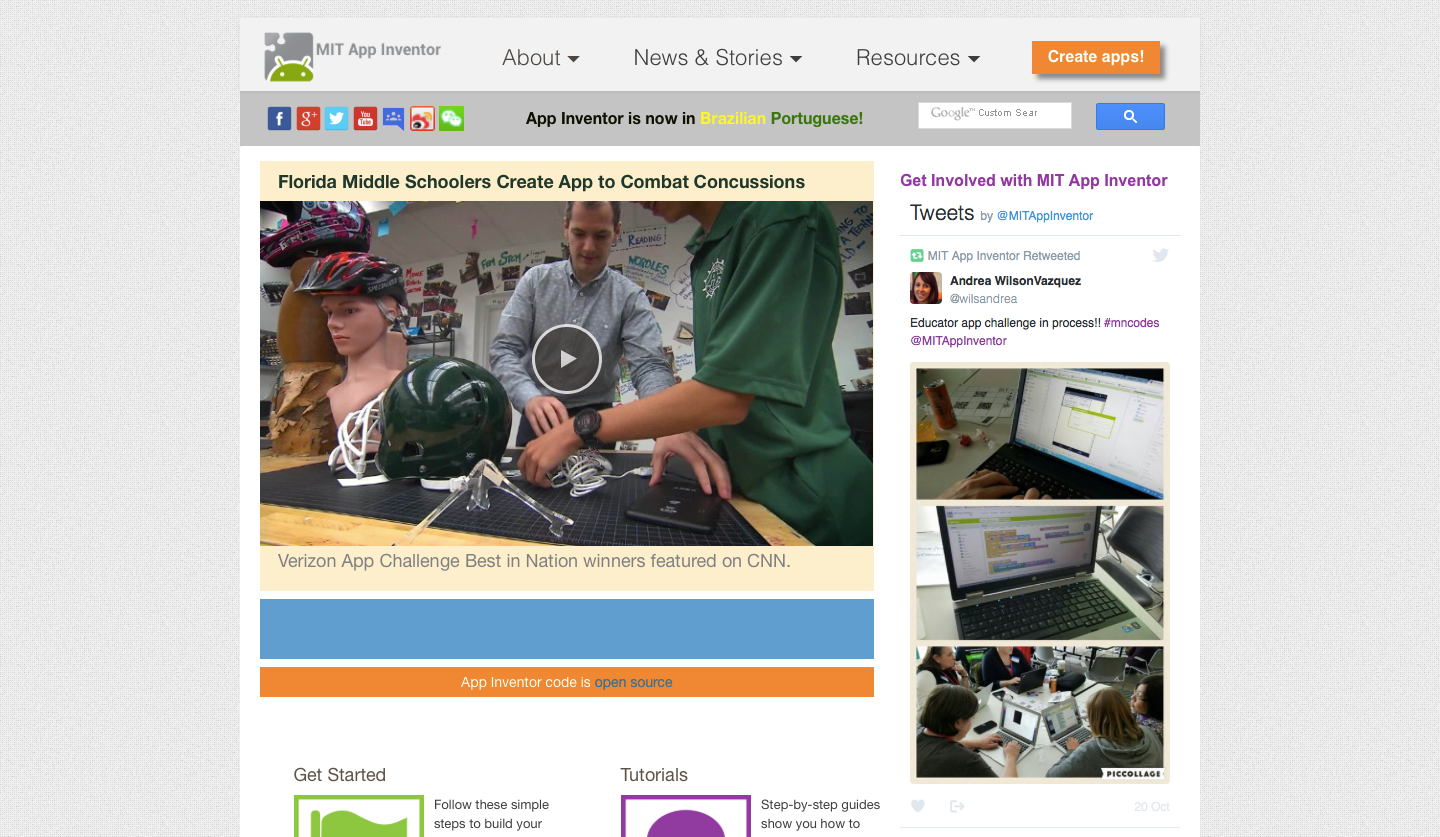 MIT App Inventor
About
News & Stories
Resources
Create apps!
App Inventor is now in Brazilian Portuguese!
Google™ Custom Sear
Florida Middle Schoolers Create App to Combat Concussions
READING
WORDLES
SPECIALIZED
Verizon App Challenge Best in Nation winners featured on CNN.
App Inventor code is open source
Get Started
Follow these simple
steps to build your
Tutorials
Step-by-step guides
show you how to
Get Involved with MIT App Inventor
Tweets by @MITAppInventor
MIT App Inventor Retweeted
Andrea WilsonVazquez
@wilsandrea
Educator app challenge in process!! #mncodes
@MITAppInventor
PICCOLLAGE
20 Oct